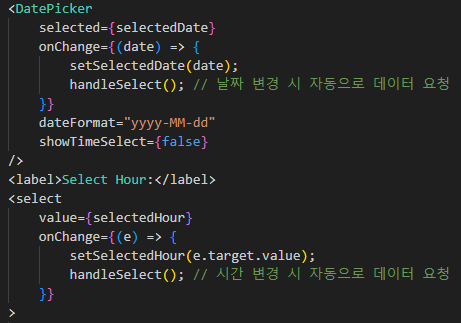 <DatePicker
    selected={selectedDate}
    onChange={(date) => {
        setSelectedDate(date);
        handleSelect(); // 날짜 변경 시 자동으로 데이터 요청
    }}
    dateFormat="yyyy-MM-dd"
    showTimeSelect={false}
/>
<label>Select Hour:</label>
<select
    value={selectedHour}
    onChange={(e) => {
        setSelectedHour(e.target.value);
        handleSelect(); // 시간 변경 시 자동으로 데이터 요청
    }}
>